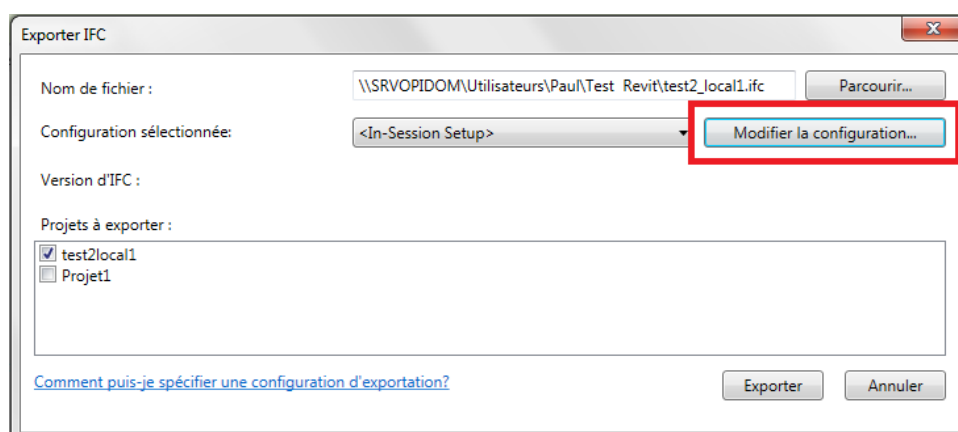 Exporter IFC
Nom de fichier :
\\SRVOPIDOM\Utilisateurs\Paul\Test Revit\test2_local1.ifc
Parcourir...
Configuration sélectionnée:
<In-Session Setup>
Modifier la configuration...
Version d'IFC :
Projets à exporter :
test2local1
Projet1
Comment puis-je spécifier une configuration d'exportation?
Exporter
Annuler